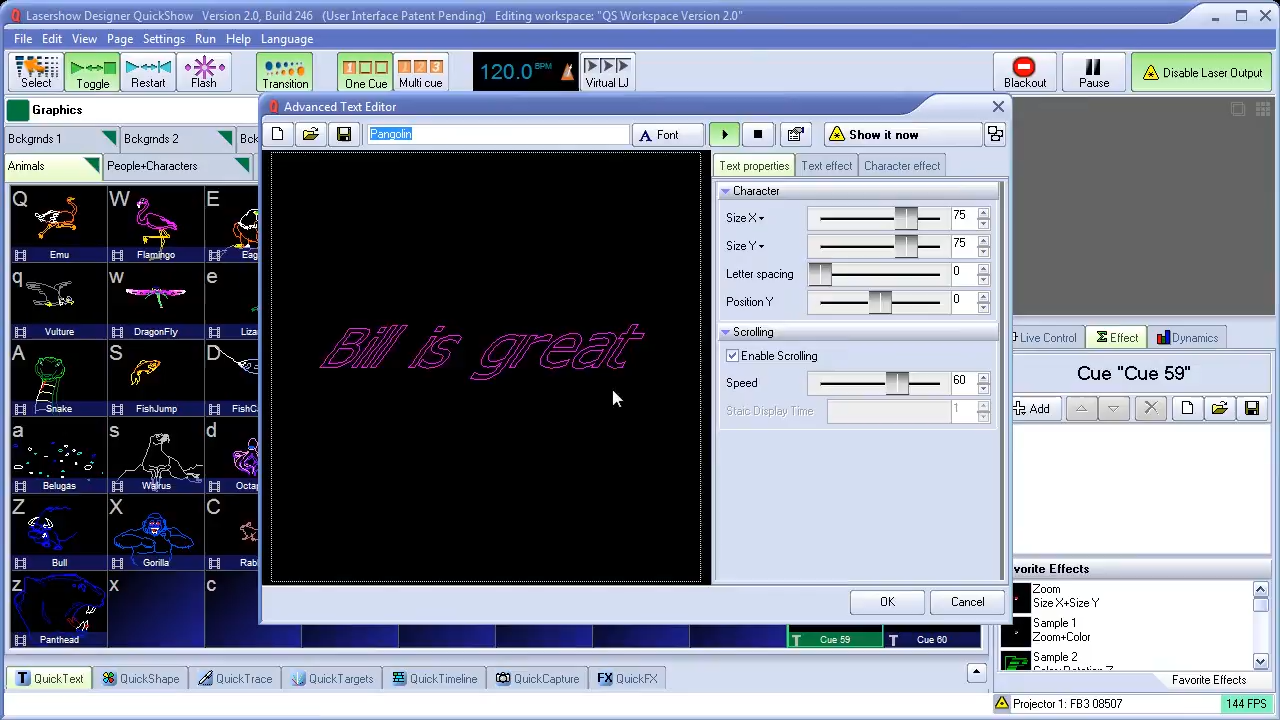 Lasershow Designer QuickShow Version 2.0, Build 246 (User Interface Patent Pending) Editing workspace: "QS Workspace Version 2.0"
File Edit View Page Settings Run Help Language
Select Toggle Restart Flash Transition One Cue Multi cue 120.0 BPM Virtual LJ Blackout Pause Disable Laser Output
Graphics
Advanced Text Editor
Pangolin Font Show it now
Bckgnds 1 Bckgnds 2
Animals People+Characters
Text properties Text effect Character effect
Character
Size X 75
Size Y 75
Letter spacing 0
Position Y 0
Scrolling
Enable Scrolling
Speed 60
Static Display Time 1
Bill is great
OK Cancel
Q W E
Emu Flamingo
q w e
Vulture DragonFly
A S D
Snake FishJump
a s d
Belugas Walrus
Z X C
Bull Gorilla
z x c
Panthead Cue 59 Cue 60
Live Control Effect Dynamics
Cue "Cue 59"
Add
Favorite Effects
Zoom
Size X+Size Y
Sample 1
Zoom+Color
Sample 2
Favorite Effects
QuickText QuickShape QuickTrace QuickTargets QuickTimeline QuickCapture QuickFX
Projector 1: FB3 08507 144 FPS